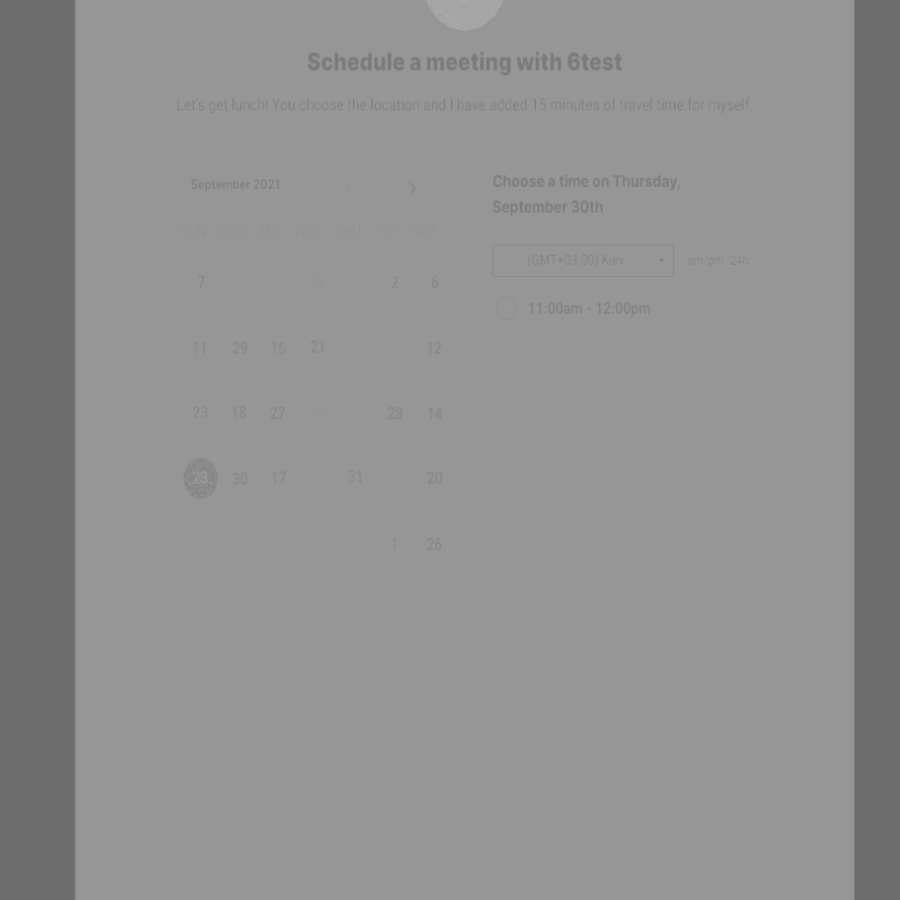 Schedule a meeting with 6test
Let's get lunch! You choose the location and I have added 15 minutes of travel time for myself.
September 2021
SUN MON TUE WED THU FRI SAT
7 2 6
11 29 16 21 12
23 18 27 28 14
23 30 17 31 20
1 26
Choose a time on Thursday,
September 30th
(GMT+03:00) Kiev
am/pm 24h
11:00am - 12:00pm